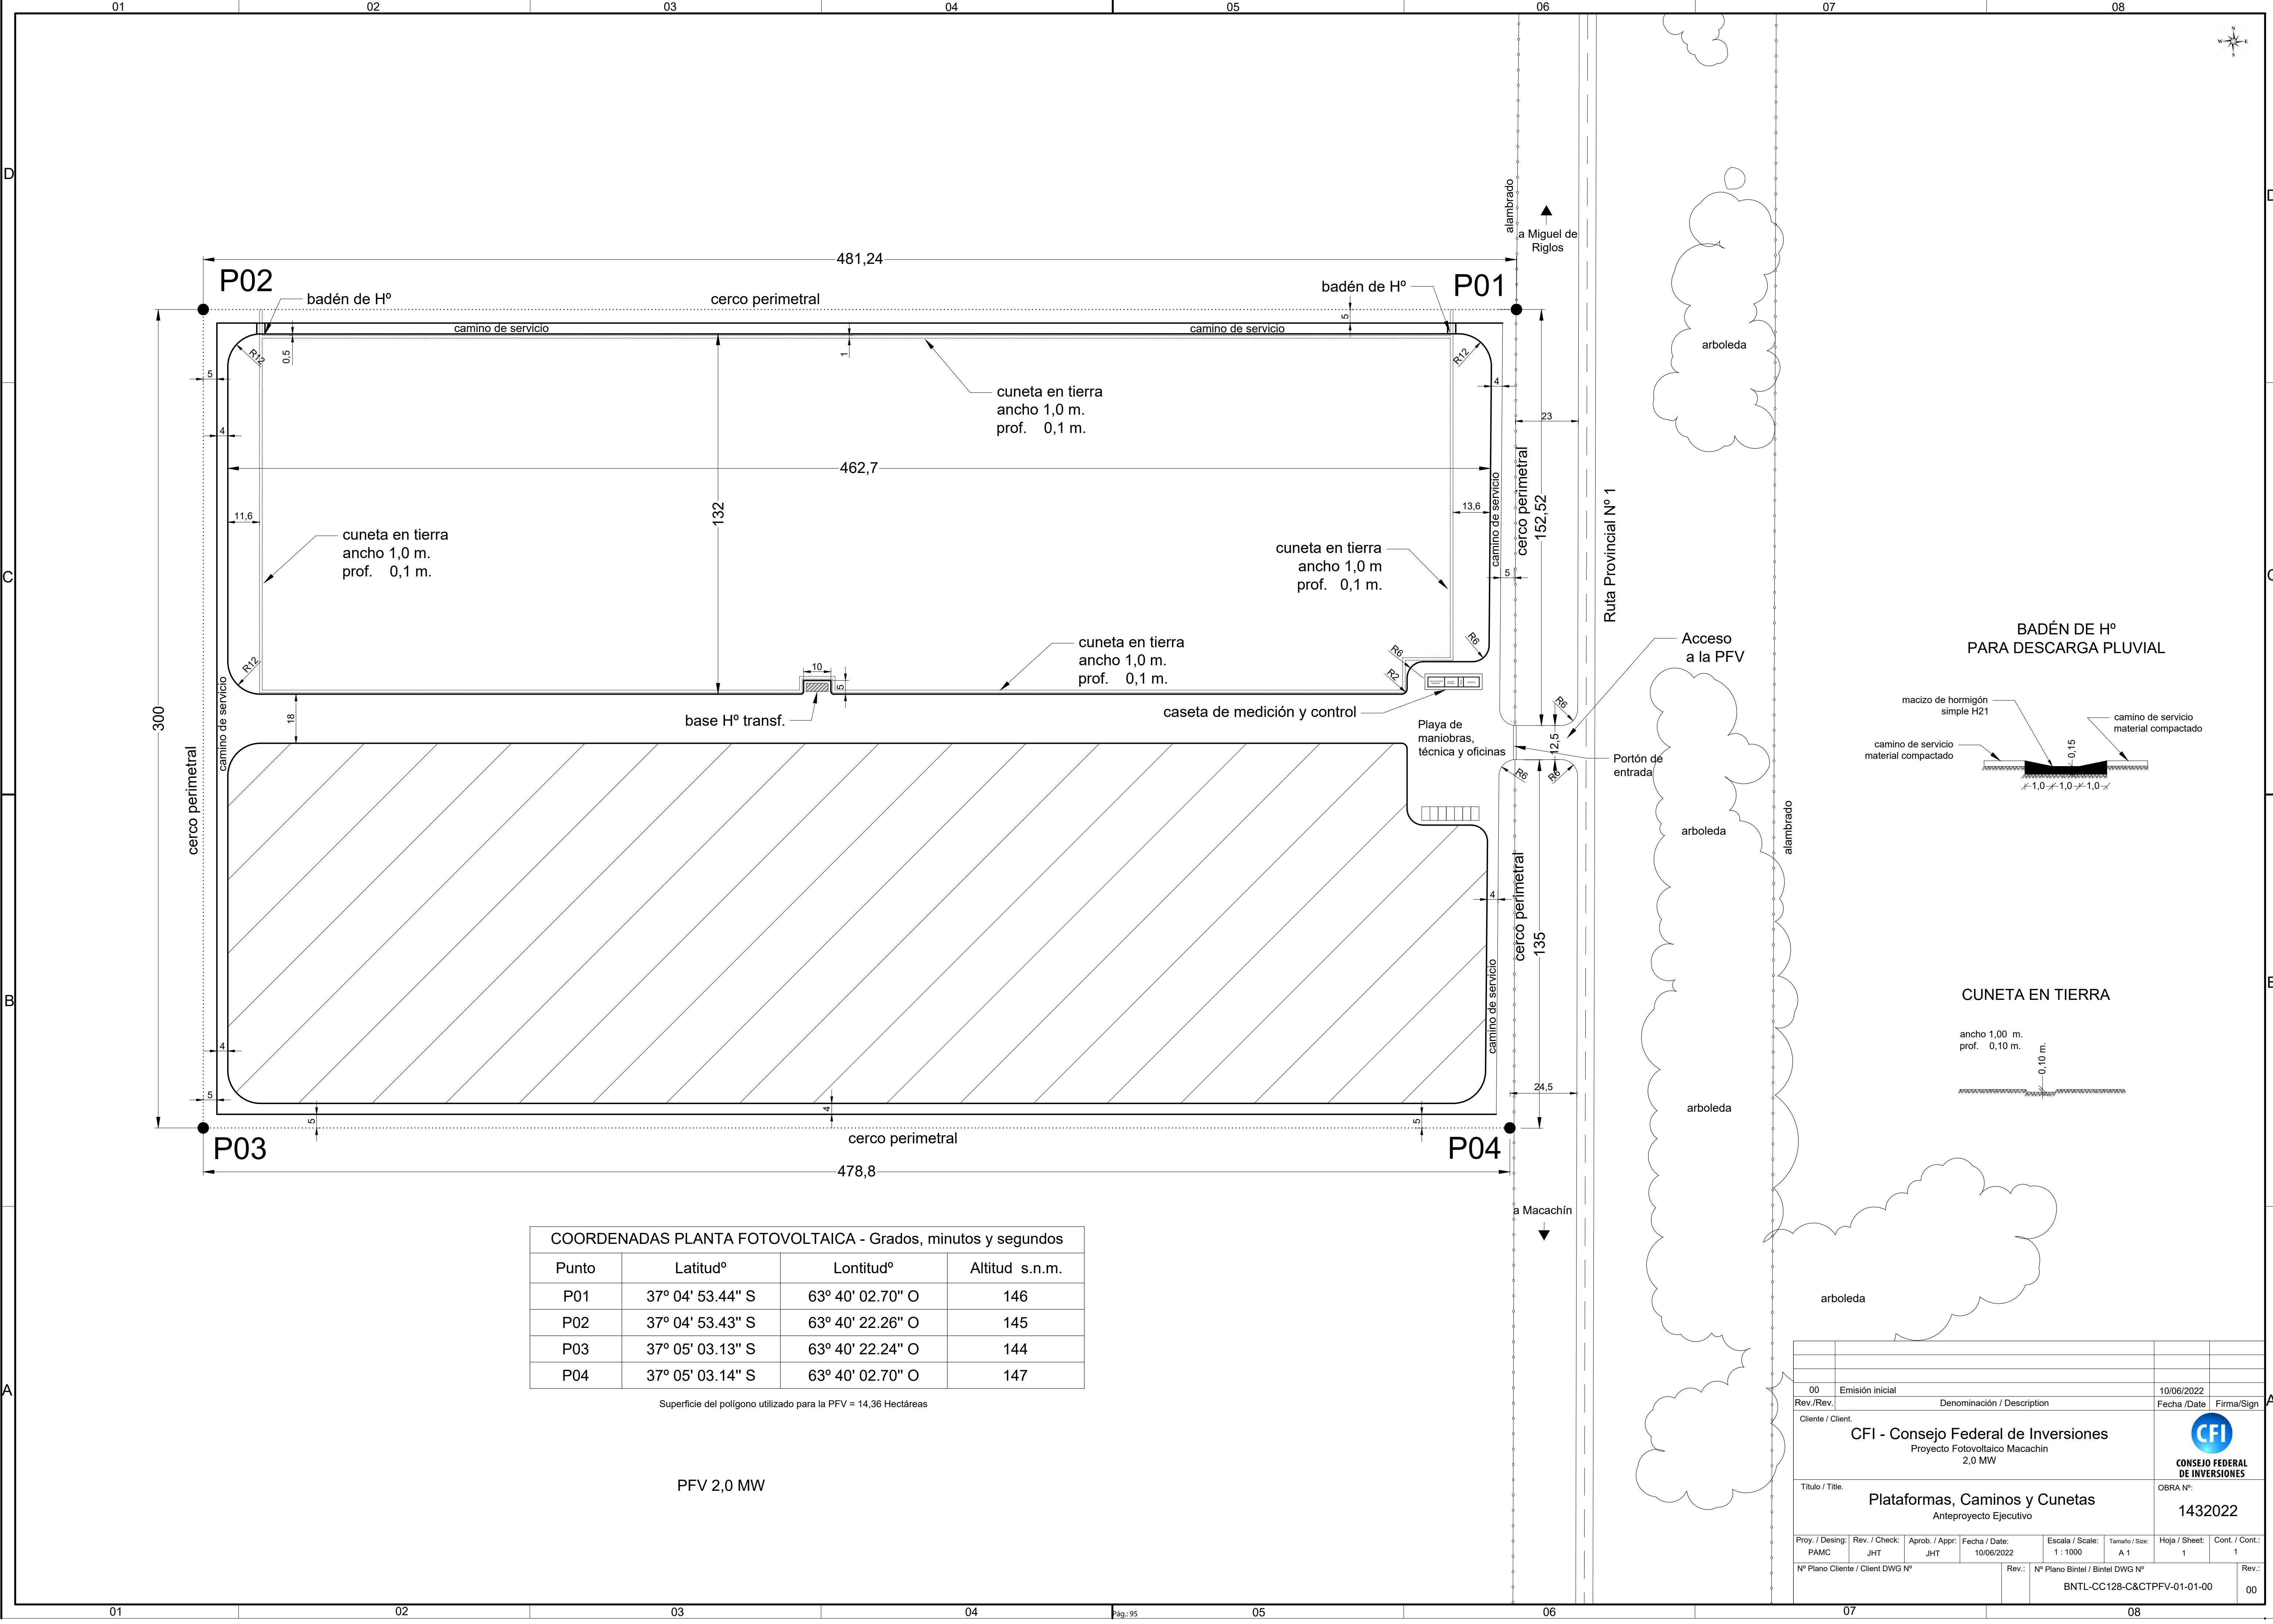 01
02
03
04
05
06
07
08
N
W
E
S
D
D
alambrado
a Miguel de
Riglos
481,24
P02
P01
badén de Hº
cerco perimetral
badén de Hº
5
camino de servicio
camino de servicio
R12
0.5
1
R12
arboleda
5
4
cuneta en tierra
ancho 1,0 m.
prof. 0,1 m.
23
4
462,7
cerco perimetral
camino de servicio
152,52
Ruta Provincial Nº 1
11,6
132
13,6
cuneta en tierra
ancho 1,0 m.
prof. 0,1 m.
cuneta en tierra
ancho 1,0 m
prof. 0,1 m.
5
C
C
cuneta en tierra
ancho 1,0 m.
prof. 0,1 m.
R6
R6
R2
R12
10
5
Acceso
a la PFV
BADÉN DE Hº
PARA DESCARGA PLUVIAL
macizo de hormigón
simple H21
camino de servicio
material compactado
camino de servicio
material compactado
0,15
1,0
1,0
1,0
300
camino de servicio
18
base Hº transf.
caseta de medición y control
R6
Playa de
maniobras,
técnica y oficinas
12,5
Portón de
entrada
R6
R6
cerco perimetral
arboleda
alambrado
cerco perimetral
4
135
camino de servicio
B
B
CUNETA EN TIERRA
ancho 1,00 m.
prof. 0,10 m.
0,10 m.
4
5
5
4
5
24,5
arboleda
P03
cerco perimetral
P04
478,8
a Macachín
COORDENADAS PLANTA FOTOVOLTAICA - Grados, minutos y segundos
Punto Latitudº Lontitudº Altitud s.n.m.
P01 37º 04' 53.44" S 63º 40' 02.70" O 146
P02 37º 04' 53.43" S 63º 40' 22.26" O 145
P03 37º 05' 03.13" S 63º 40' 22.24" O 144
P04 37º 05' 03.14" S 63º 40' 02.70" O 147
Superficie del polígono utilizado para la PFV = 14,36 Hectáreas
PFV 2,0 MW
arboleda
A
A
00 Emisión inicial 10/06/2022
Rev./Rev. Denominación / Description Fecha /Date Firma/Sign
Cliente / Client.
CFI - Consejo Federal de Inversiones
Proyecto Fotovoltaico Macachin
2,0 MW
CFI
CONSEJO FEDERAL
DE INVERSIONES
Título / Title.
Plataformas, Caminos y Cunetas
Anteproyecto Ejecutivo
OBRA Nº:
1432022
Proy. / Desing: Rev. / Check: Aprob. / Appr: Fecha / Date: Escala / Scale: Tamaño / Size: Hoja / Sheet: Cont. / Cont.:
PAMC JHT JHT 10/06/2022 1 : 1000 A 1 1 1
Nº Plano Cliente / Client DWG Nº Rev.: Nº Plano Bintel / Bintel DWG Nº Rev.:
BNTL-CC128-C&CTPFV-01-01-00 00
01
02
03
04
Pág.: 95
05
06
07
08